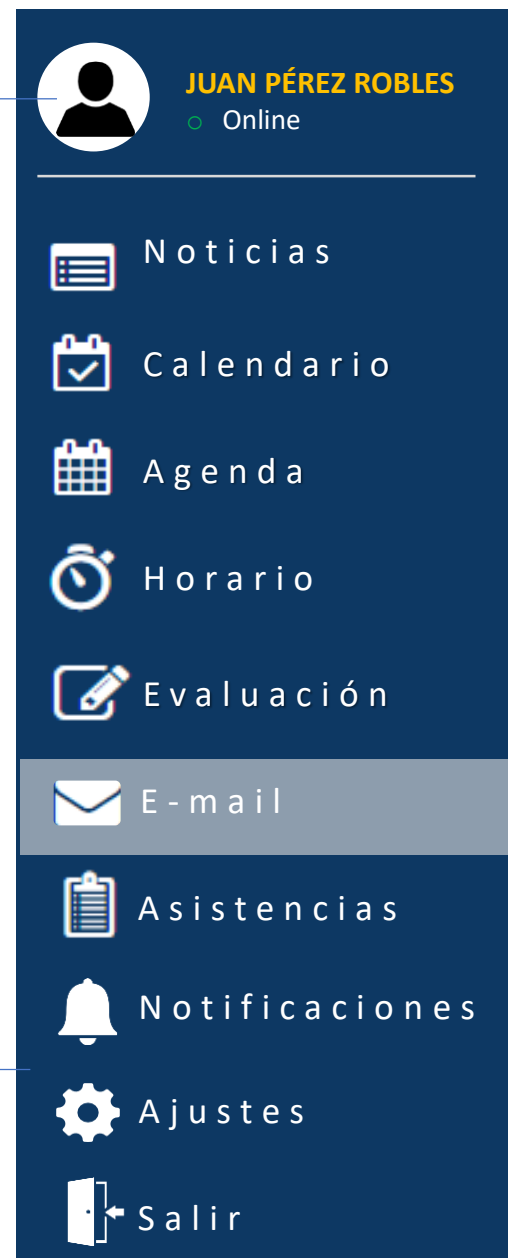 JUAN PÉREZ ROBLES
Online
Noticias
Calendario
Agenda
Horario
Evaluación
E-mail
Asistencias
Notificaciones
Ajustes
Salir